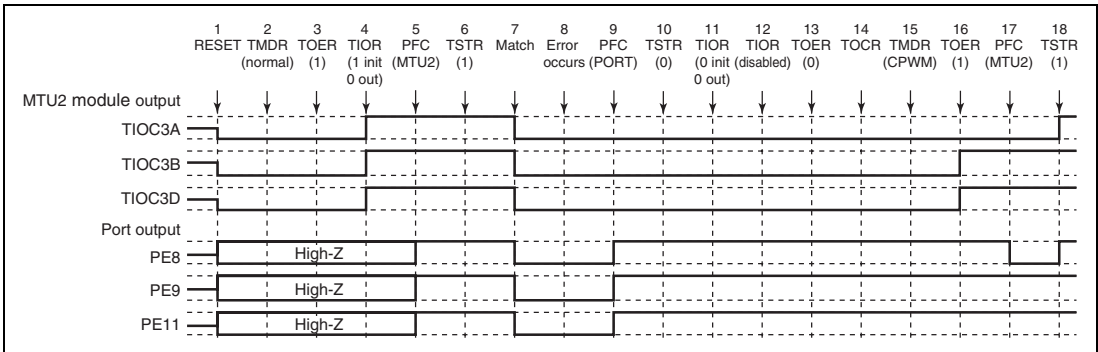 1 2 3 4 5 6 7 8 9 10 11 12 13 14 15 16 17 18
RESET TMDR TOER TIOR PFC TSTR Match Error PFC TSTR TIOR TIOR TOER TOCR TMDR TOER PFC TSTR
(normal) (1) (1 init (MTU2) (1) occurs (PORT) (0) (0 init (disabled) (0) (CPWM) (1) (MTU2) (1)
0 out) 0 out)
MTU2 module output
TIOC3A
TIOC3B
TIOC3D
Port output
PE8 High-Z
PE9 High-Z
PE11 High-Z